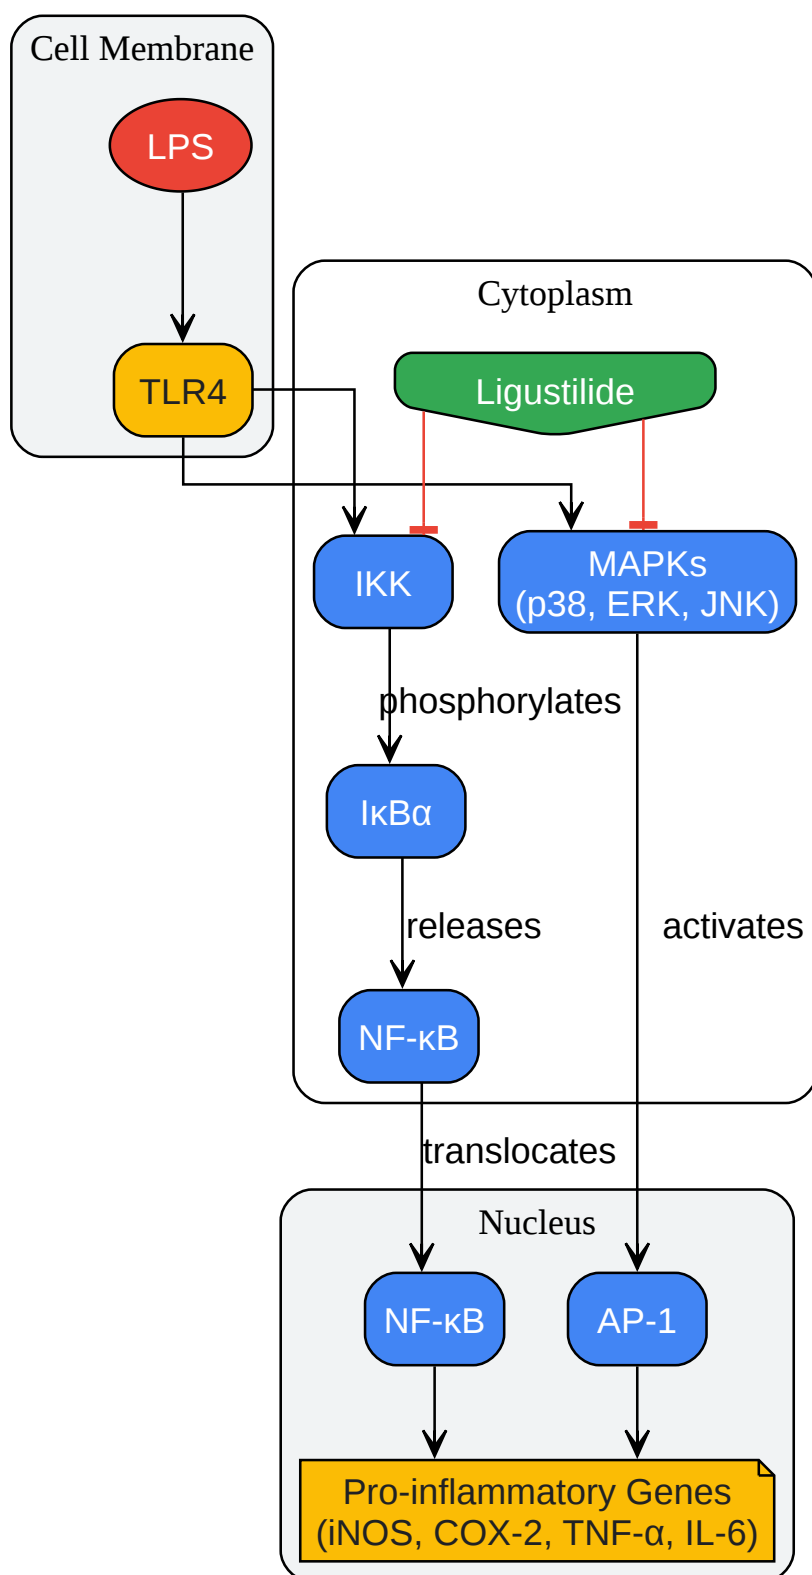 Cell Membrane
LPS
TLR4
Cytoplasm
Ligustilide
IKK
MAPKs
(p38, ERK, JNK)
phosphorylates
IκBα
releases
activates
NF-κB
translocates
Nucleus
NF-κB
AP-1
Pro-inflammatory Genes
(iNOS, COX-2, TNF-α, IL-6)